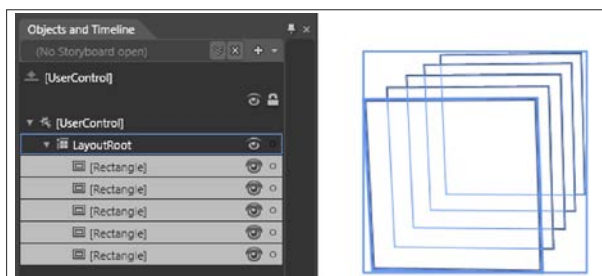 Objects and Timeline
(No Storyboard open)
[UserControl]
[UserControl]
LayoutRoot
[Rectangle]
[Rectangle]
[Rectangle]
[Rectangle]
[Rectangle]